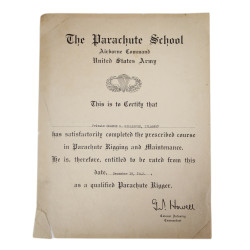 The Parachute School
Airborne Command
United States Army
This is to Certify that
has satisfactorily completed the prescribed course
in Parachute Rigging and Maintenance.
He is, therefore, entitled to be rated from this
date,
as a qualified Parachute Rigger.